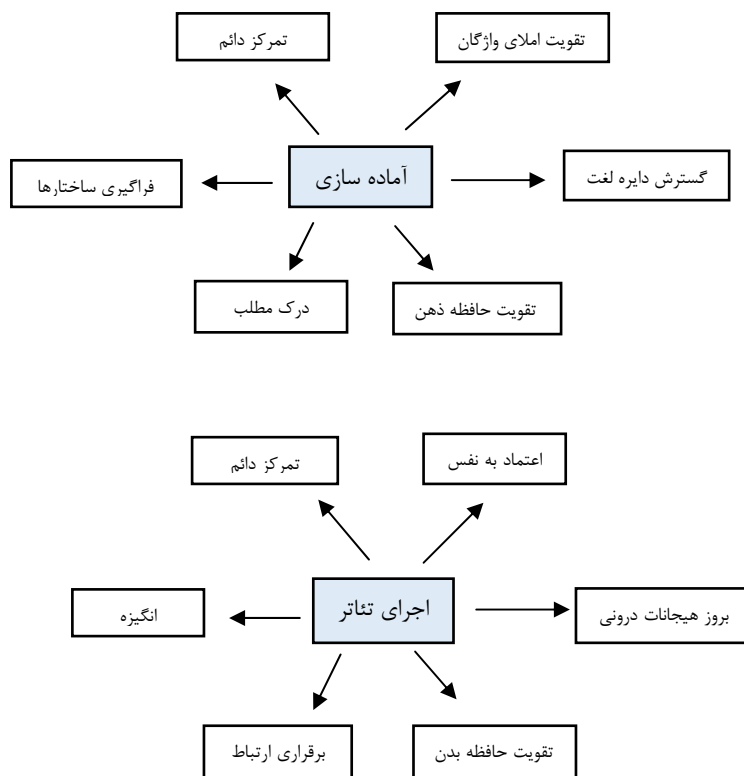 تقویت املای واژگان
تمرکز دائم
آماده سازی
گسترش دایره لغت
فراگیری ساختارها
تقویت حافظه ذهن
درک مطلب
اعتماد به نفس
تمرکز دائم
اجرای تئاتر
بروز هیجانات درونی
انگیزه
تقویت حافظه بدن
برقراری ارتباط